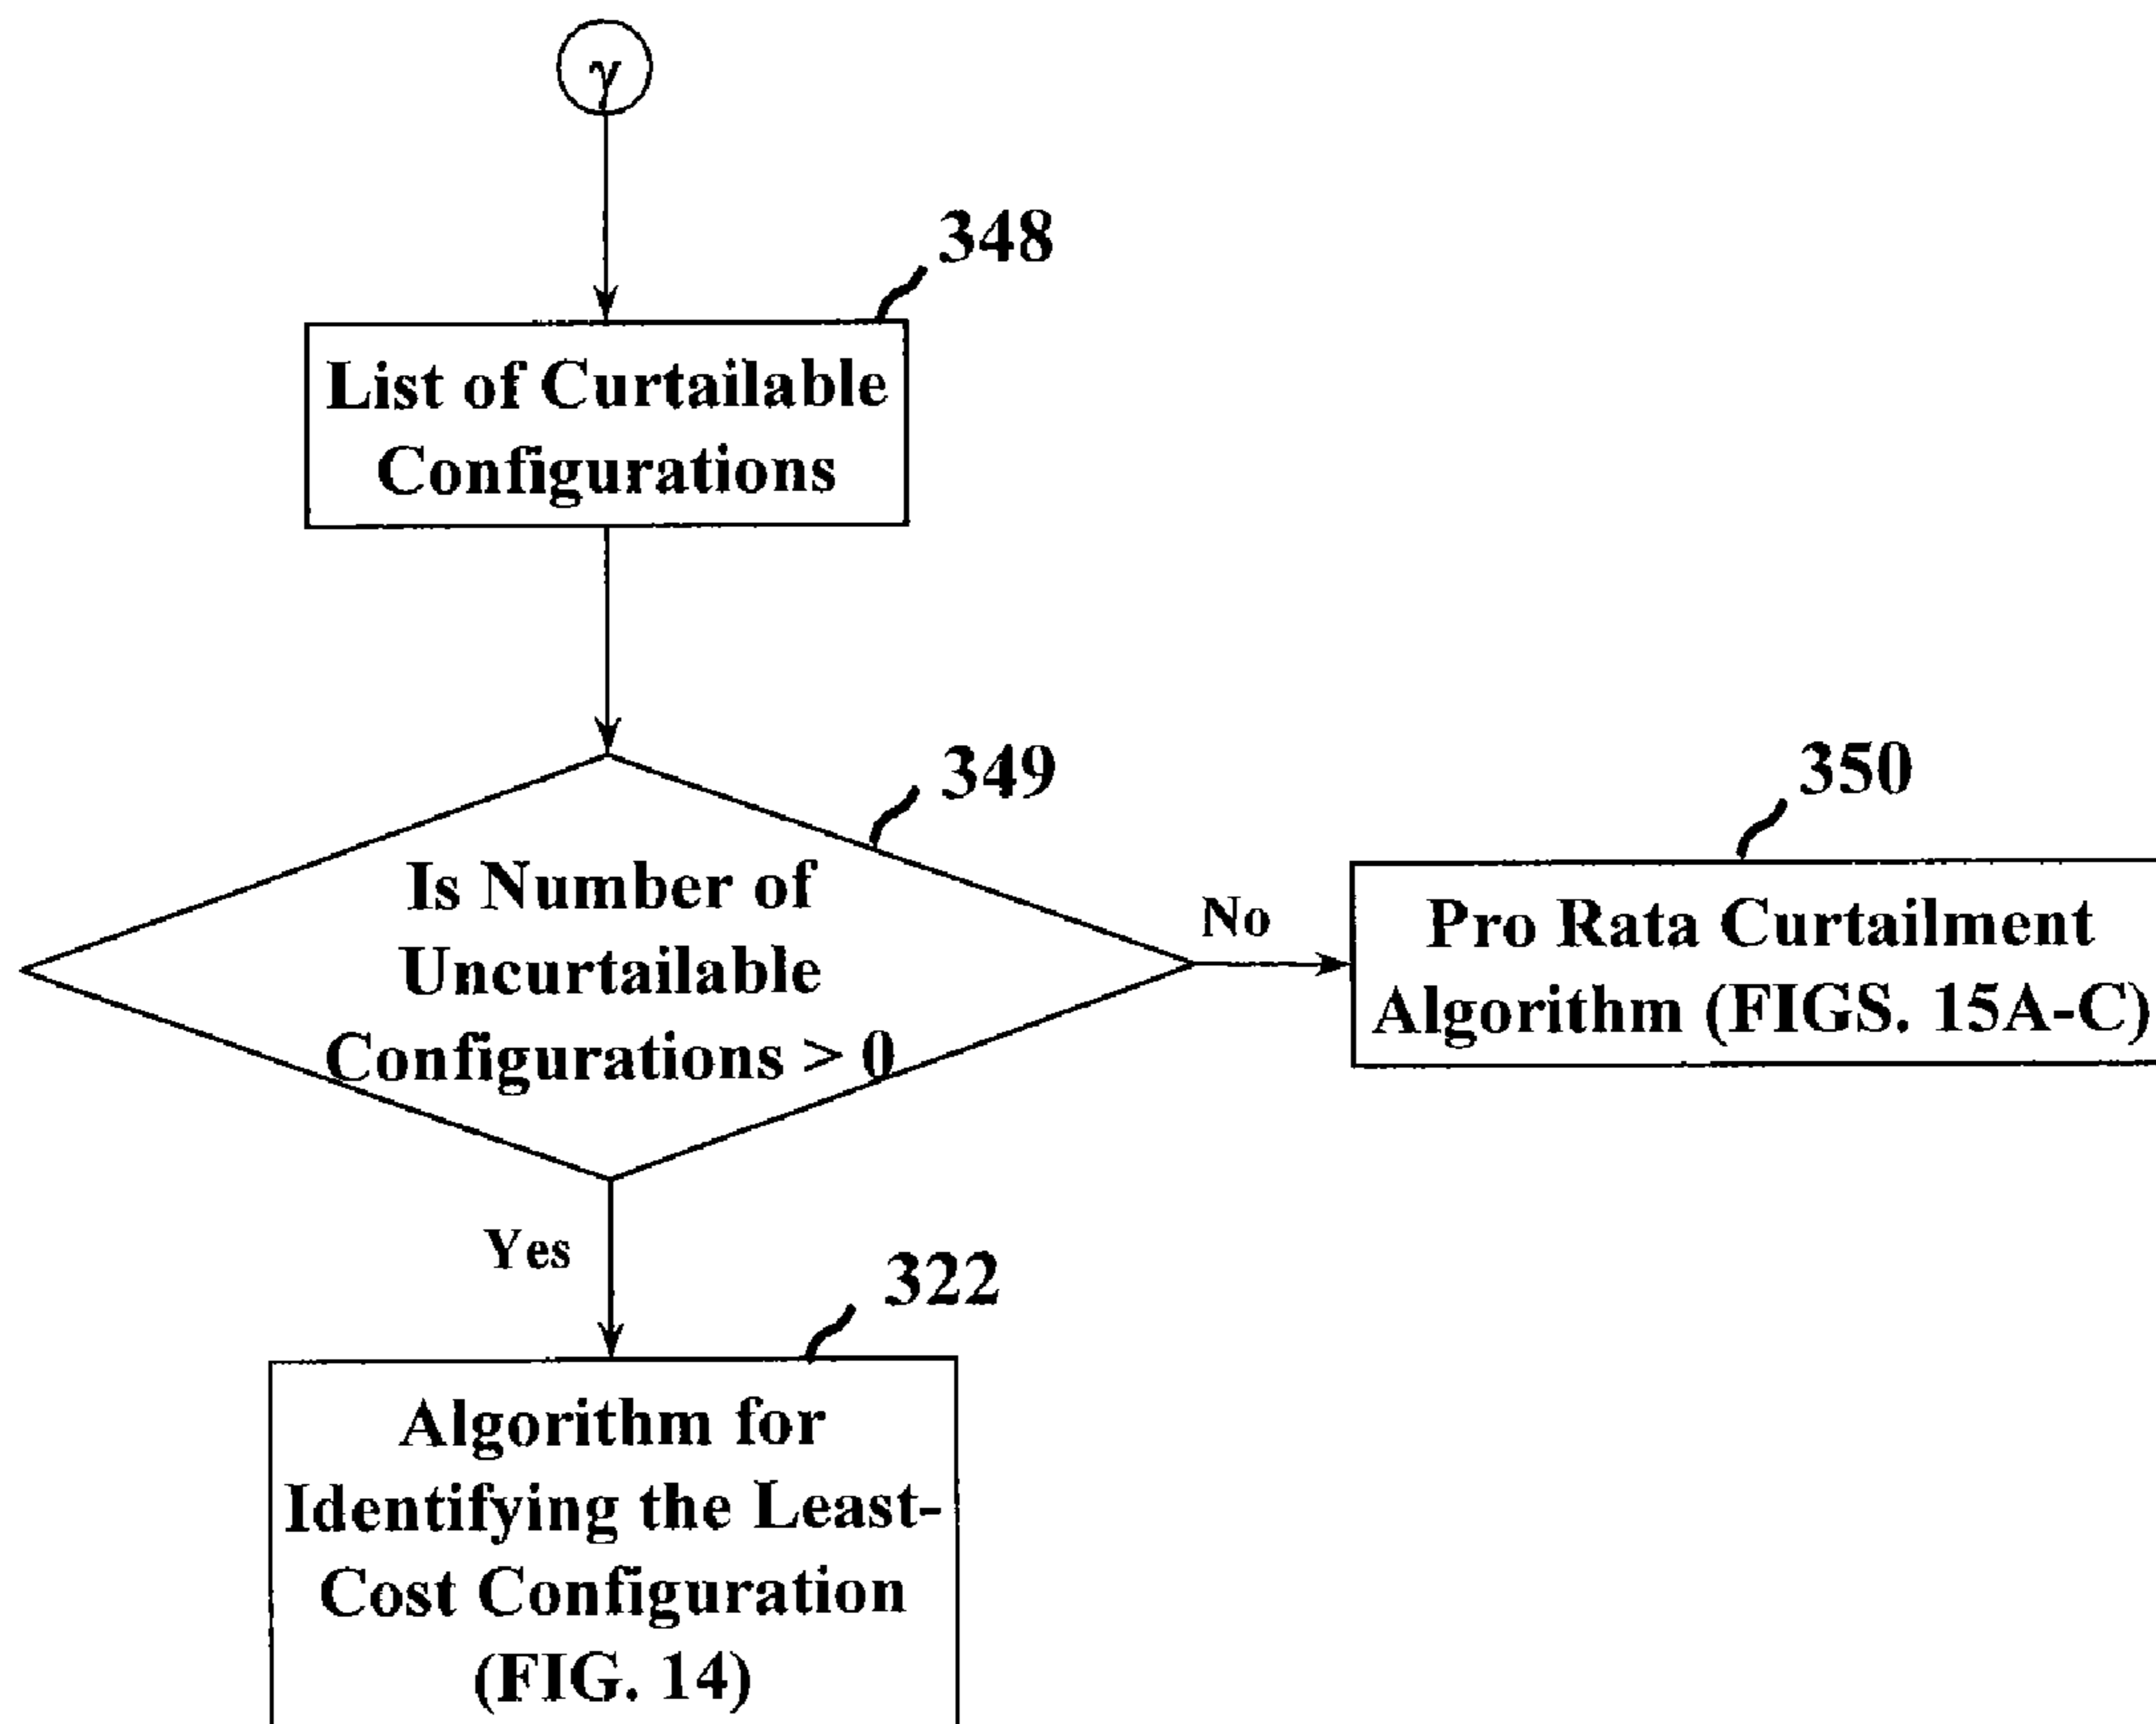 γ
348
List of Curtailable
Configurations
349
Is Number of
Uncurtailable
Configurations > 0
No
350
Pro Rata Curtailment
Algorithm (FIGS. 15A-C)
Yes
322
Algorithm for
Identifying the Least-
Cost Configuration
(FIG. 14)